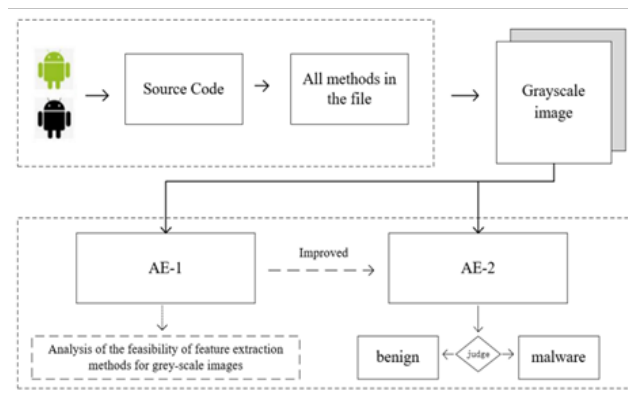 Source Code
All methods in
the file
Grayscale
image
AE-1
Improved
AE-2
Analysis of the feasibility of feature extraction
methods for grey-scale images
benign
judge
malware